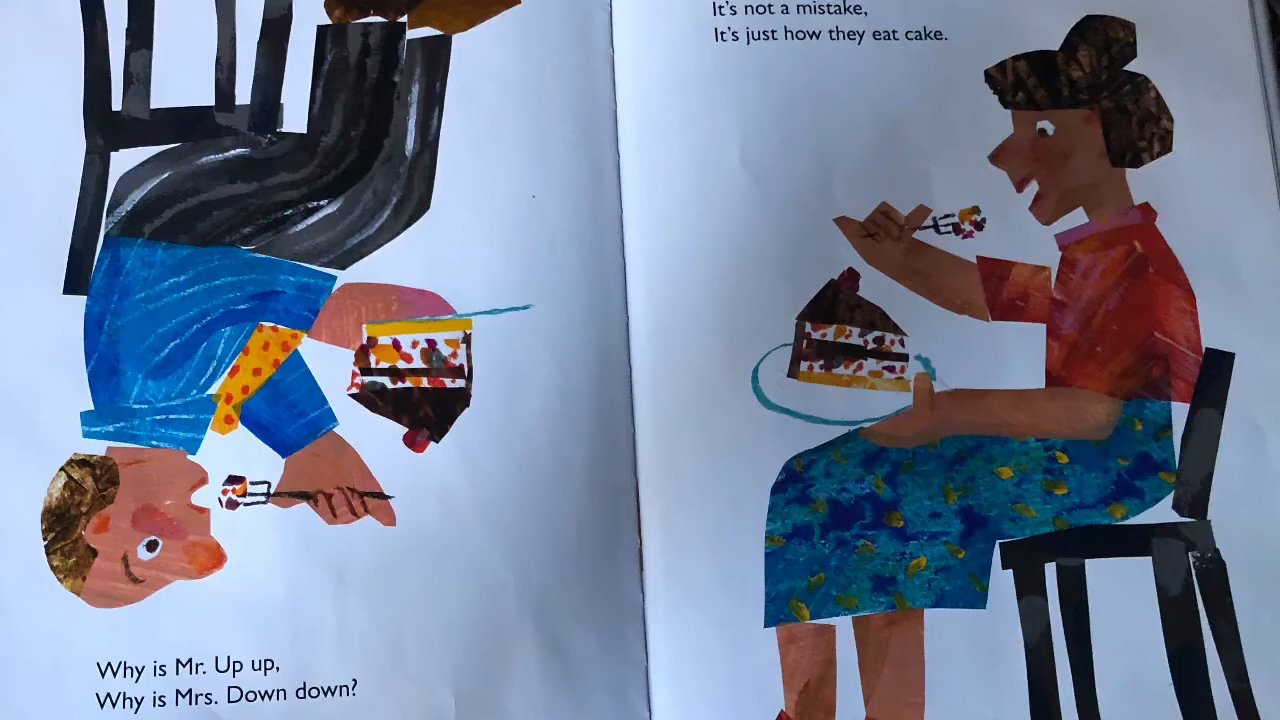 Why is Mr. Up up,
Why is Mrs. Down down?
It's not a mistake,
It's just how they eat cake.